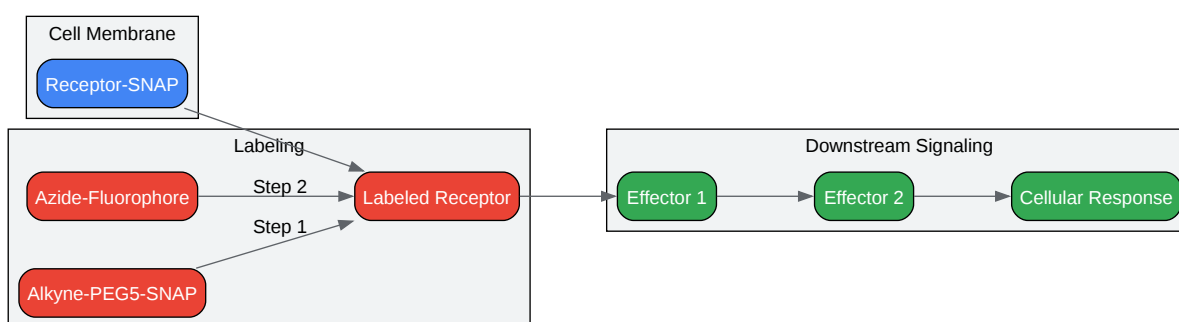 Cell Membrane
Receptor-SNAP
Labeling
Downstream Signaling
Azide-Fluorophore
Step 2
Labeled Receptor
Effector 1
Effector 2
Cellular Response
Step 1
Alkyne-PEG5-SNAP